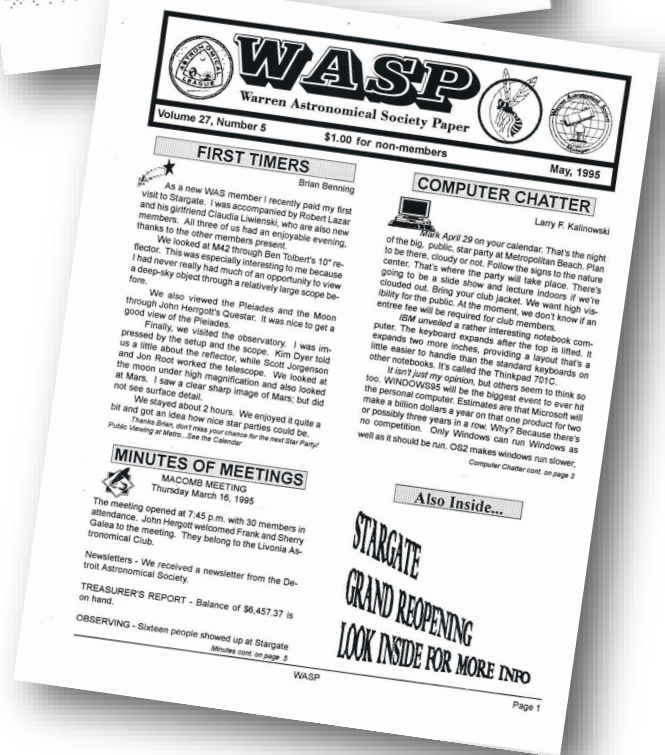 ASTRONOMICAL
LEAGUE
WASP
Warren Astronomical Society Paper
Volume 27, Number 5
$1.00 for non-members
May, 1995
FIRST TIMERS
Brian Benning
As a new WAS member I recently paid my first
visit to Stargate. I was accompanied by Robert Lazar
and his girlfriend Claudia Liwienski, who are also new
members. All three of us had an enjoyable evening,
thanks to the other members present.
We looked at M42 through Ben Tolbert's 10" re-
flector. This was especially interesting to me because
I had never really had much of an opportunity to view
a deep-sky object through a relatively large scope be-
fore.
We also viewed the Pleiades and the Moon
through John Herrgott's Questar. It was nice to get a
good view of the Pleiades.
Finally, we visited the observatory. I was im-
pressed by the setup and the scope. Kim Dyer told
us a little about the reflector, while Scott Jorgenson
and Jon Root worked the telescope. We looked at
the moon under high magnification and also looked
at Mars. I saw a clear sharp image of Mars; but did
not see surface detail.
We stayed about 2 hours. We enjoyed it quite a
bit and got an idea how nice star parties could be.
Thanks Brian, don't miss your chance for the next Star Party/
Public Viewing at Metro...See the Calendar
MINUTES OF MEETINGS
MACOMB MEETING
Thursday March 16, 1995
The meeting opened at 7:45 p.m. with 30 members in
attendance. John Hergott welcomed Frank and Sherry
Galea to the meeting. They belong to the Livonia As-
tronomical Club.
Newsletters - We received a newsletter from the De-
troit Astronomical Society.
TREASURER'S REPORT - Balance of $6,457.37 is
on hand.
OBSERVING - Sixteen people showed up at Stargate
Minutes cont. on page 5
COMPUTER CHATTER
Larry F. Kalinowski
Mark April 29 on your calendar. That's the night
of the big, public, star party at Metropolitan Beach. Plan
to be there, cloudy or not. Follow the signs to the nature
center. That's where the party will take place. There's
going to be a slide show and lecture indoors if we're
clouded out. Bring your club jacket. We want high vis-
ibility for the public. At the moment, we don't know if an
entree fee will be required for club members.
IBM unveiled a rather interesting notebook com-
puter. The keyboard expands after the top is lifted. It
expands two more inches, providing a layout that's a
little easier to handle than the standard keyboards on
other notebooks. It's called the Thinkpad 701C.
It isn't just my opinion, but others seem to think so
too. WINDOWS95 will be the biggest event to ever hit
the personal computer. Estimates are that Microsoft will
make a billion dollars a year on that one product for two
or possibly three years in a row. Why? Because there's
no competition. Only Windows can run Windows as
well as it should be run. OS2 makes windows run slower,
Computer Chatter cont. on page 3
Also Inside...
STARGATE
GRAND REOPENING
LOOK INSIDE FOR MORE INFO
WASP
Page 1